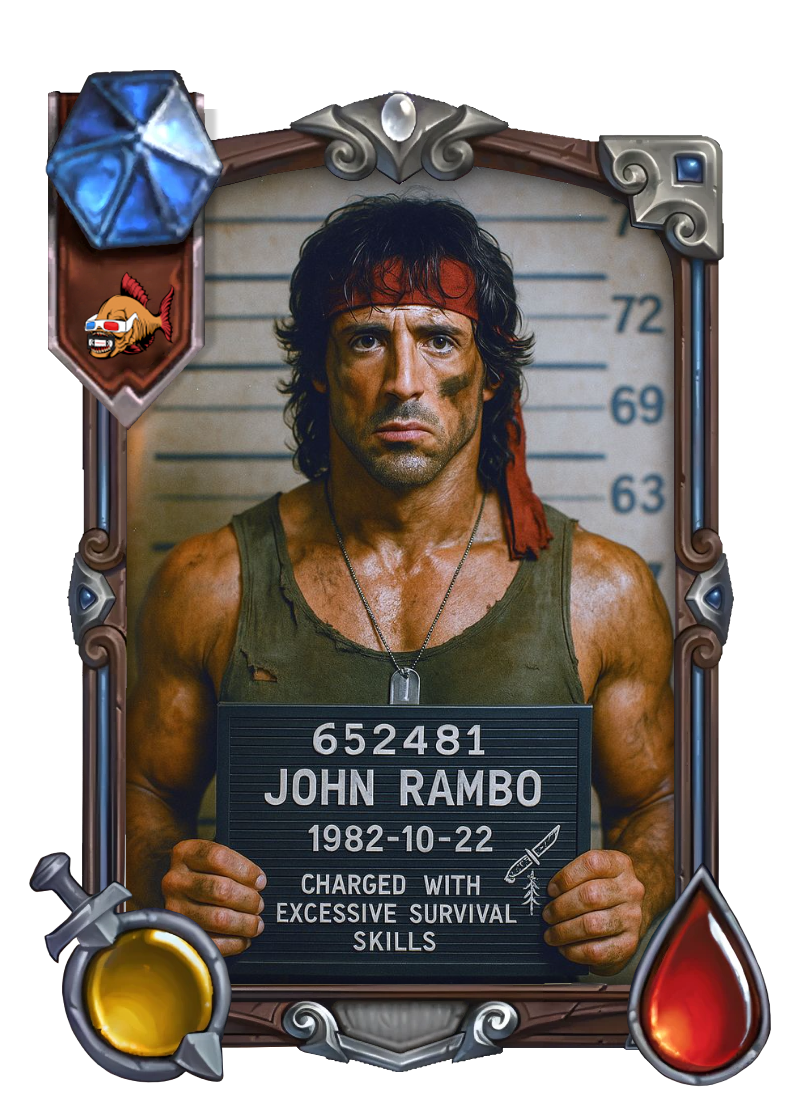 72
69
63
652481
JOHN RAMBO
1982-10-22
CHARGED WITH
EXCESSIVE SURVIVAL
SKILLS